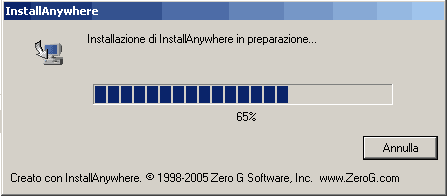 InstallAnywhere
Installazione di InstallAnywhere in preparazione...
65%
Annulla
Creato con InstallAnywhere. © 1998-2005 Zero G Software, Inc. www.ZeroG.com